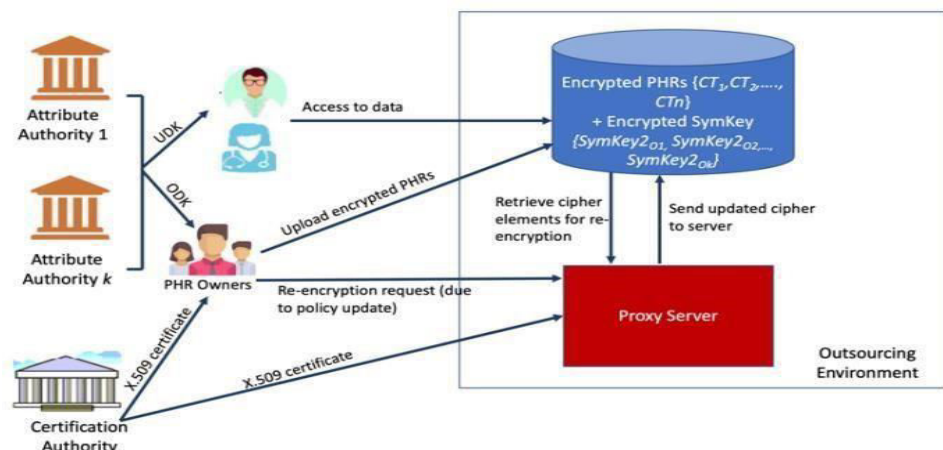 Attribute
Authority 1
Attribute
Authority k
UDK
ODK
Access to data
Upload encrypted PHRs
PHR Owners
Re-encryption request (due
to policy update)
X.509 certificate
X.509 certificate
Certification
Authority
Encrypted PHRs {CT1,CT2,.....,
CTn}
+ Encrypted SymKey
{SymKey2O1, SymKey2O2,..,
SymKey2Ok}
Retrieve cipher
elements for re-
encryption
Send updated cipher
to server
Proxy Server
Outsourcing
Environment